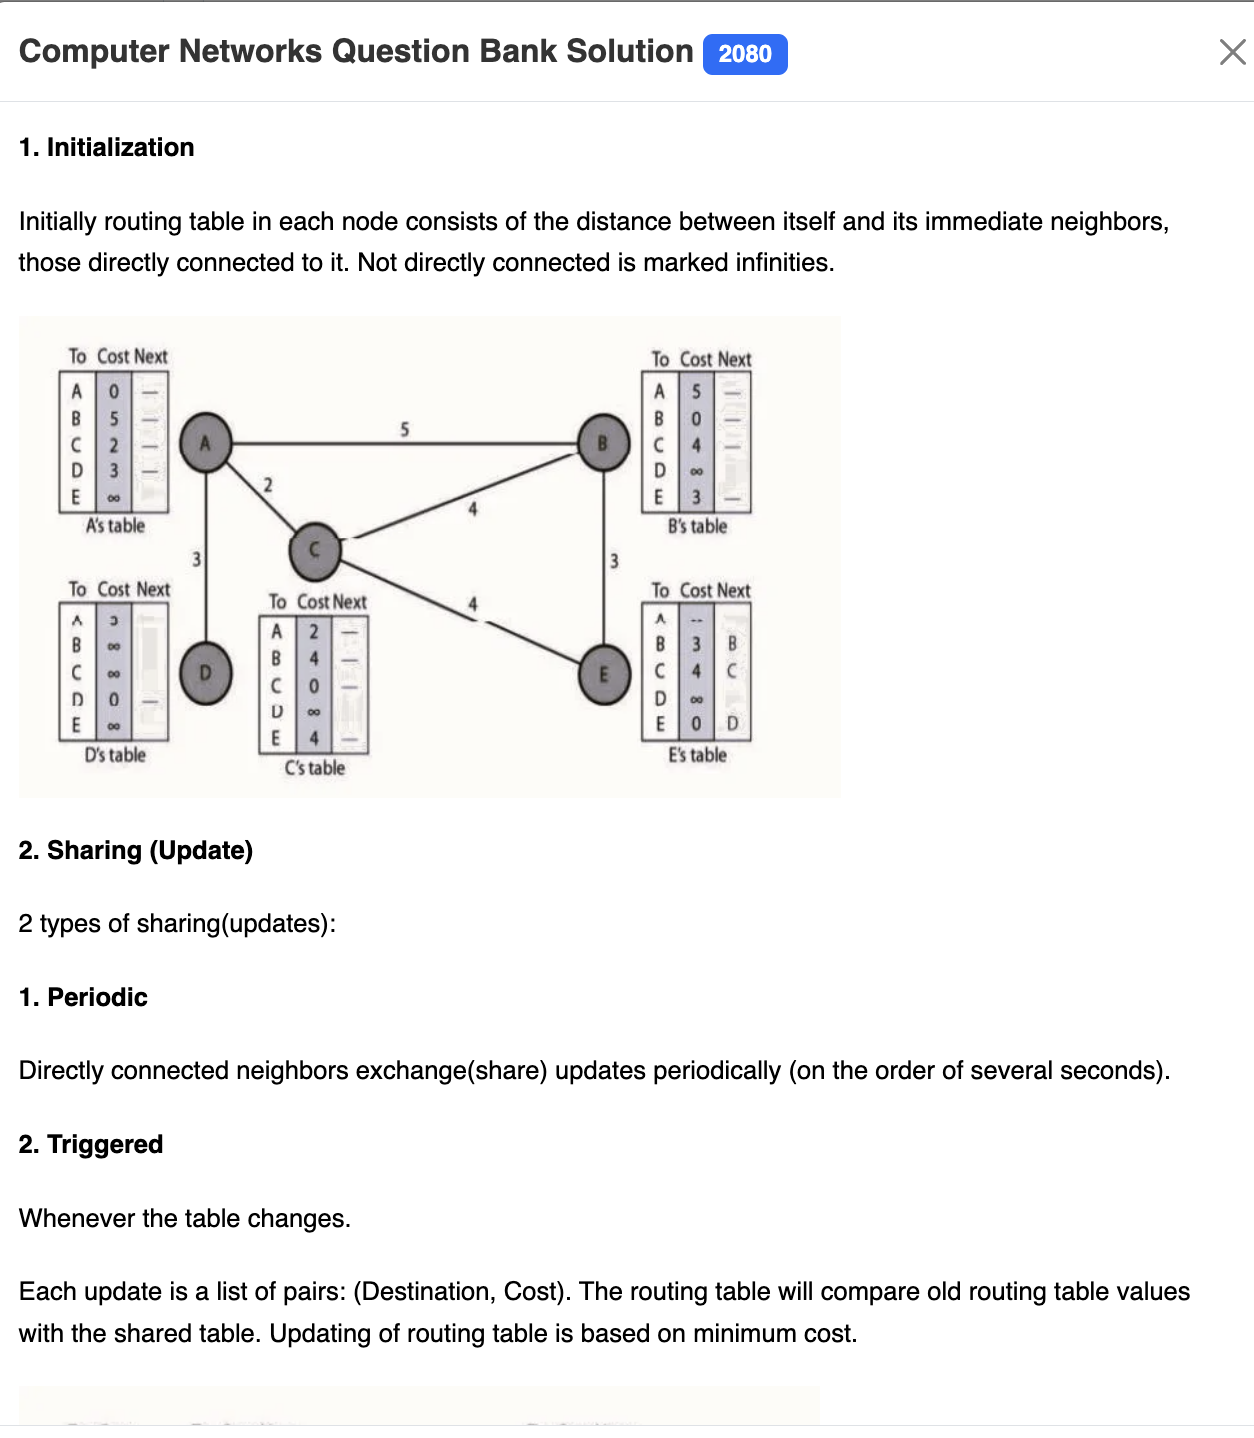 Computer Networks Question Bank Solution 2080
1. Initialization
Initially routing table in each node consists of the distance between itself and its immediate neighbors,
those directly connected to it. Not directly connected is marked infinities.
To Cost Next
A 0 —
B 5 —
C 2 —
D 3 —
E ∞
A's table
To Cost Next
A 5 —
B 0 —
C 4 —
D ∞
E 3 —
B's table
A
5
B
2
4
C
3
3
4
D
E
To Cost Next
A 3
B ∞
C ∞
D 0 —
E ∞
D's table
To Cost Next
A 2 —
B 4 —
C 0 —
D ∞
E 4 —
C's table
To Cost Next
A --
B 3 B
C 4 C
D ∞
E 0 D
E's table
2. Sharing (Update)
2 types of sharing(updates):
1. Periodic
Directly connected neighbors exchange(share) updates periodically (on the order of several seconds).
2. Triggered
Whenever the table changes.
Each update is a list of pairs: (Destination, Cost). The routing table will compare old routing table values
with the shared table. Updating of routing table is based on minimum cost.